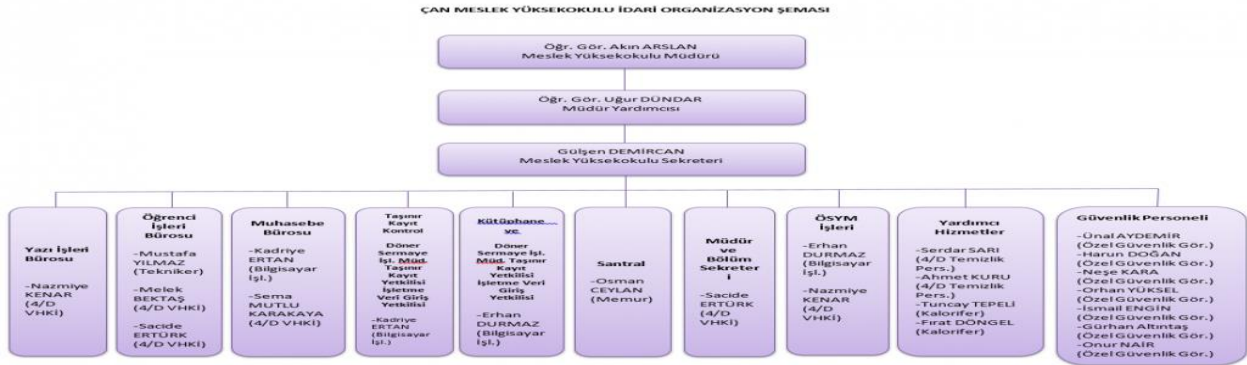 ÇAN MESLEK YÜKSEKOKULU İDARİ ORGANİZASYON ŞEMASI
Öğr. Gör. Akın ARSLAN
Meslek Yüksekokulu Müdürü
Öğr. Gör. Uğur DÜNDAR
Müdür Yardımcısı
Gülşen DEMİRCAN
Meslek Yüksekokulu Sekreteri
Yazı İşleri
Bürosu
-Nazmiye
KENAR
(4/D
VHKİ)
Öğrenci
İşleri
Bürosu
-Mustafa
YILMAZ
(Tekniker)
-Melek
BEKTAŞ
(4/D VHKİ)
-Sacide
ERTÜRK
(4/D VHKİ)
Muhasebe
Bürosu
-Kadriye
ERTAN
(Bilgisayar
İşl.)
-Sema
MUTLU
KARAKAYA
(4/D VHKİ)
Taşınır
Kayıt
Kontrol
Döner
Sermaye
İşl. Müd.
Taşınır
Kayıt
Yetkilisi
İşletme
Veri Giriş
Yetkilisi
-Kadriye
ERTAN
(Bilgisayar
İşl.)
Kütüphane
ve
Döner
Sermaye İşl.
Müd. Taşınır
Kayıt
Yetkilisi
İşletme Veri
Giriş
Yetkilisi
-Erhan
DURMAZ
(Bilgisayar
İşl.)
Santral
-Osman
CEYLAN
(Memur)
Müdür
ve
Bölüm
Sekreter
i
-Sacide
ERTÜRK
(4/D
VHKİ)
ÖSYM
İşleri
-Erhan
DURMAZ
(Bilgisayar
İşl.)
-Nazmiye
KENAR
(4/D
VHKİ)
Yardımcı
Hizmetler
-Serdar SARI
(4/D Temizlik
Pers.)
-Ahmet KURU
(4/D Temizlik
Pers.)
-Tuncay TEPELİ
(Kalorifer)
-Fırat DÖNGEL
(Kalorifer)
Güvenlik Personeli
-Ünal AYDEMİR
(Özel Güvenlik Gör.)
-Harun DOĞAN
(Özel Güvenlik Gör.)
-Neşe KARA
(Özel Güvenlik Gör.)
-Orhan YÜKSEL
(Özel Güvenlik Gör.)
-İsmail ENGİN
(Özel Güvenlik Gör.)
-Gürhan Altıntaş
(Özel Güvenlik Gör.)
-Onur NAİR
(Özel Güvenlik Gör.)